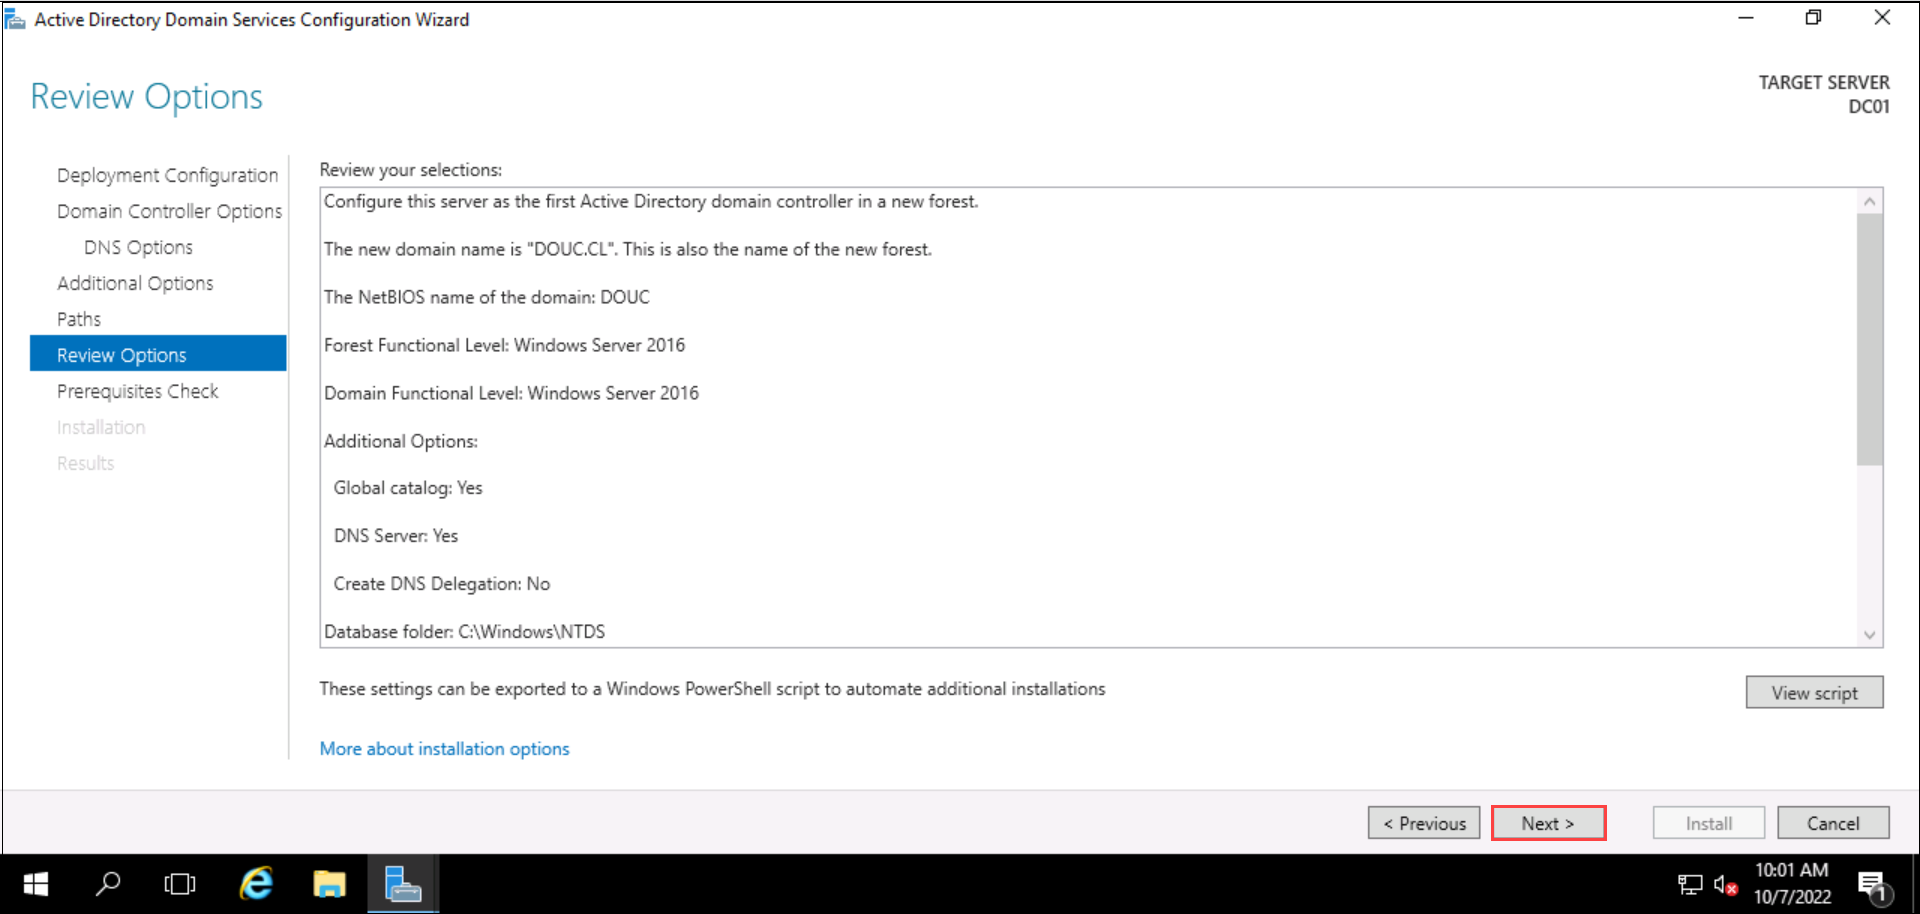 Active Directory Domain Services Configuration Wizard
Review Options
TARGET SERVER
DC01
Deployment Configuration
Domain Controller Options
DNS Options
Additional Options
Paths
Review Options
Prerequisites Check
Installation
Results
Review your selections:
Configure this server as the first Active Directory domain controller in a new forest.
The new domain name is "DOUC.CL". This is also the name of the new forest.
The NetBIOS name of the domain: DOUC
Forest Functional Level: Windows Server 2016
Domain Functional Level: Windows Server 2016
Additional Options:
Global catalog: Yes
DNS Server: Yes
Create DNS Delegation: No
Database folder: C:\Windows\NTDS
These settings can be exported to a Windows PowerShell script to automate additional installations
View script
More about installation options
< Previous
Next >
Install
Cancel
10:01 AM
10/7/2022
1